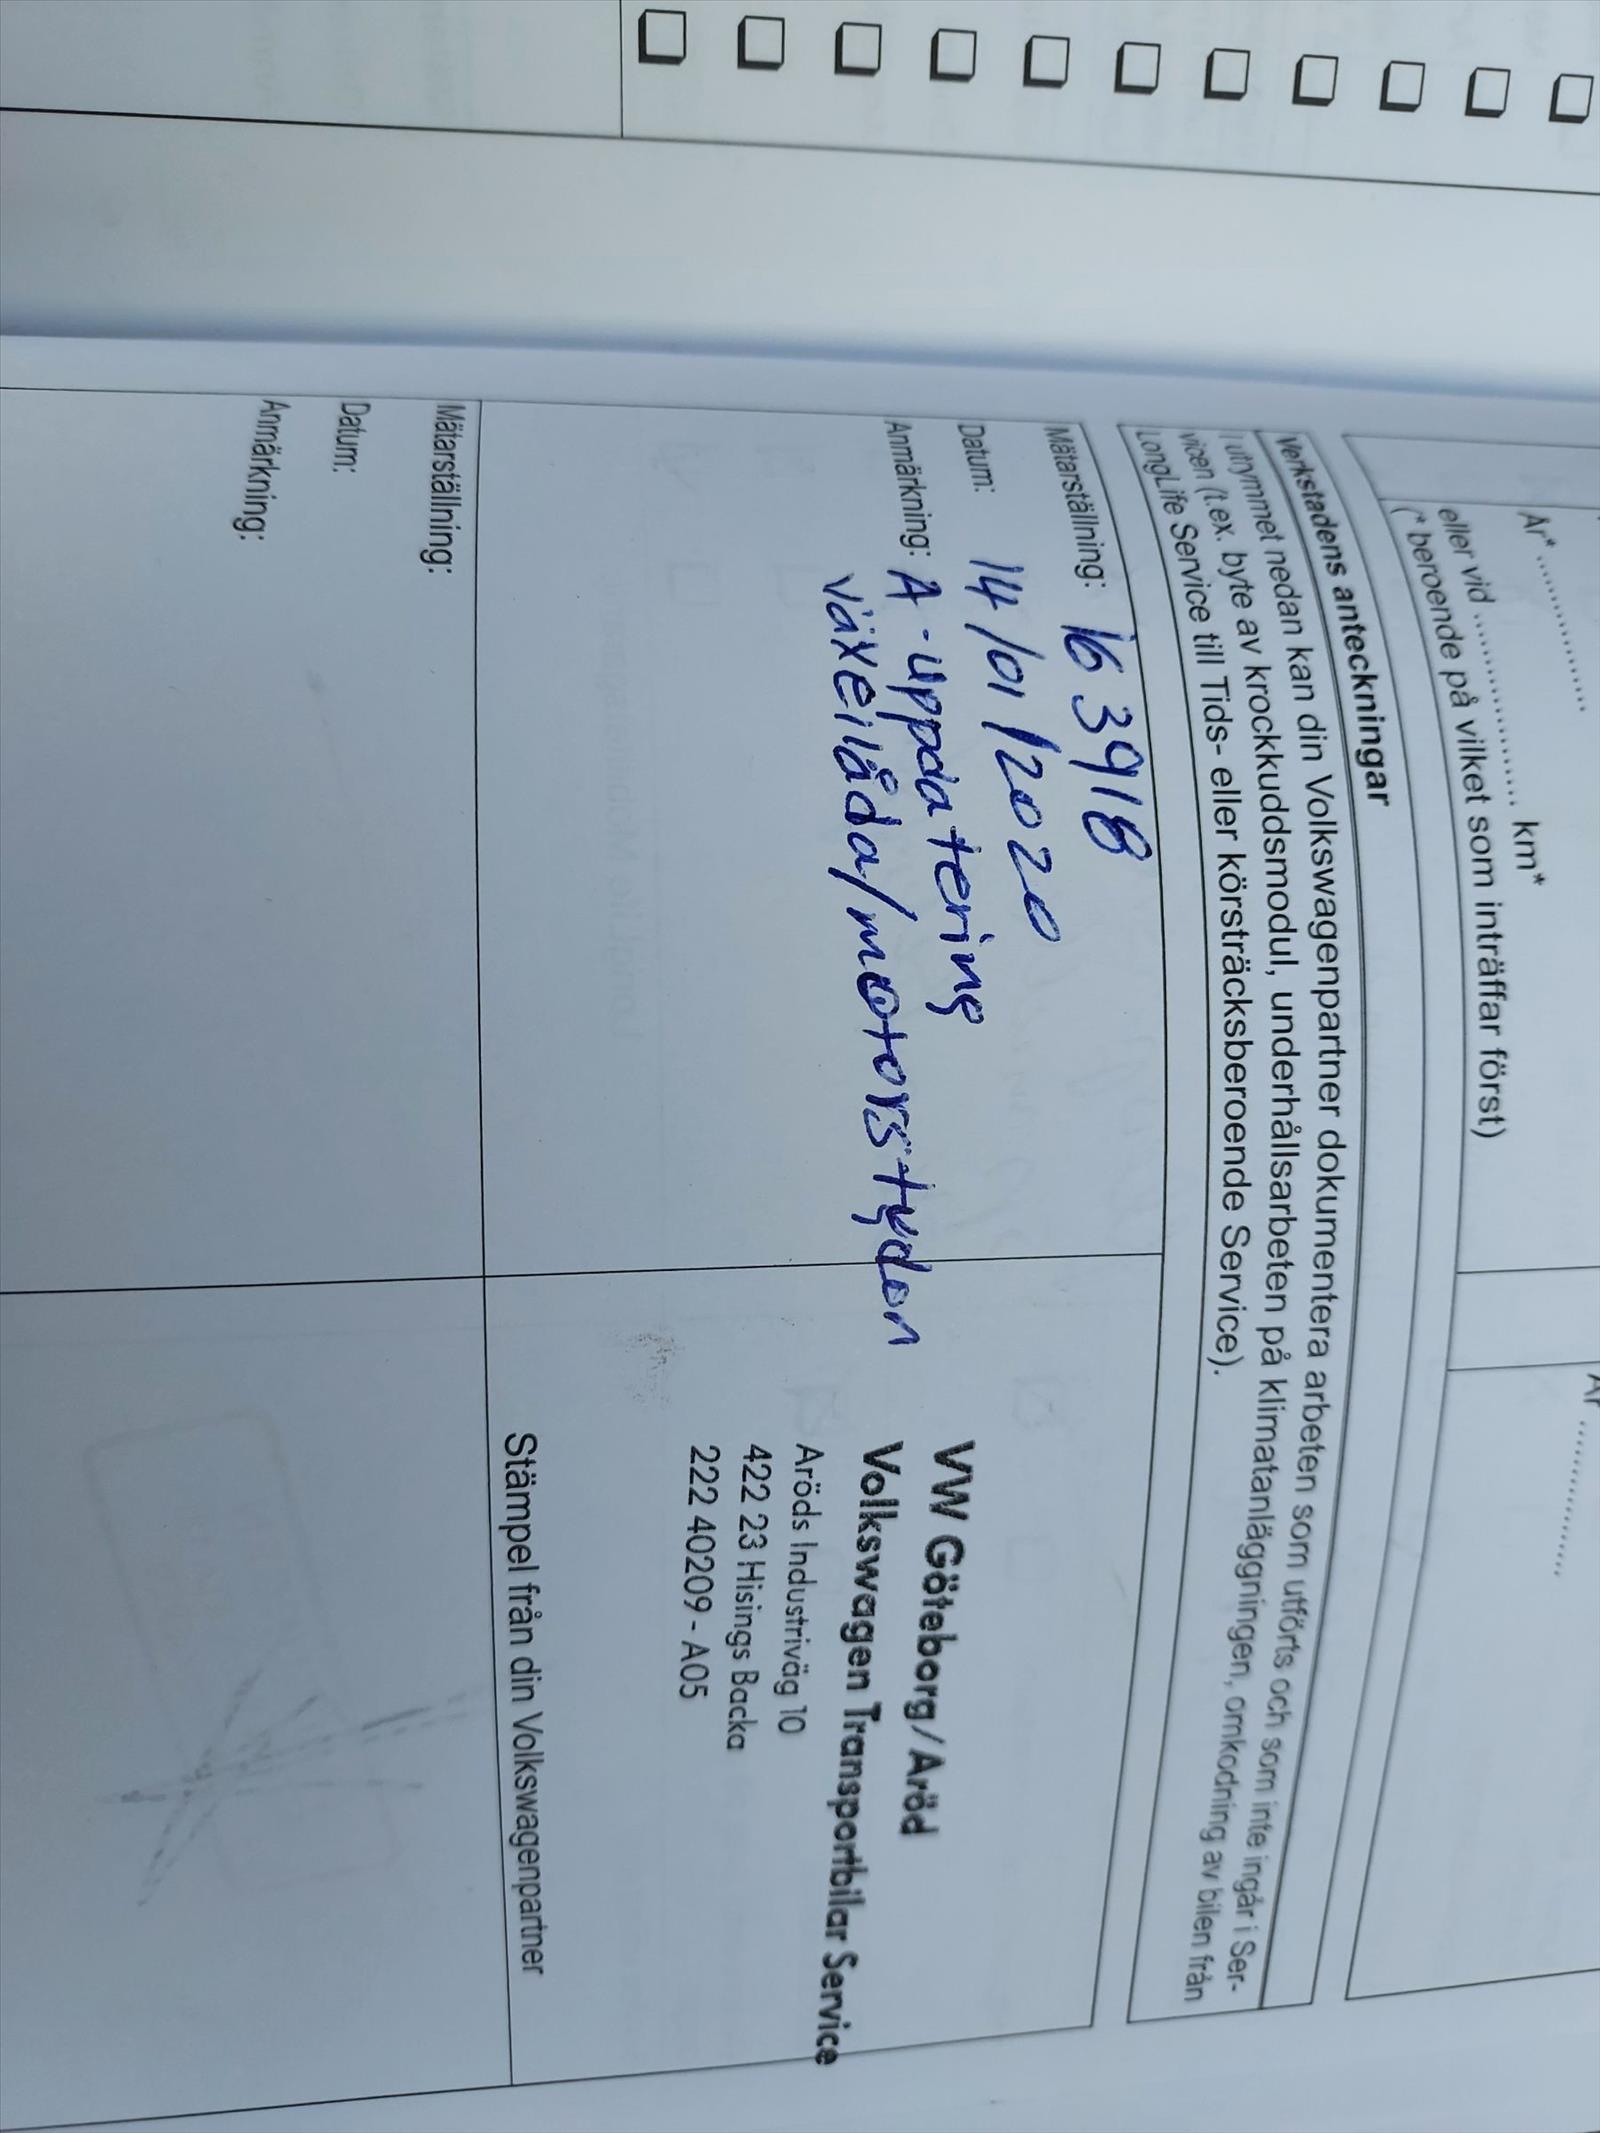 År* ................
eller vid ................ km*
(* beroende på vilket som inträffar först)
År ................
Verkstadens anteckningar
I utrymmet nedan kan din Volkswagenpartner dokumentera arbeten som utförts och som inte ingår i Ser-
vicen (t.ex. byte av krockkuddsmodul, underhållsarbeten på klimatanläggningen, omkodning av bilen från
LongLife Service till Tids- eller körsträcksberoende Service).
Mätarställning: 163918
Datum: 14/01/2020
Anmärkning: A-uppdatering
växellåda/motorstydon
VW Göteborg/Aröd
Volkswagen Transportbilar Service
Aröds Industriväg 10
422 23 Hisings Backa
222 40209 - A05
Stämpel från din Volkswagenpartner
Mätarställning:
Datum:
Anmärkning: